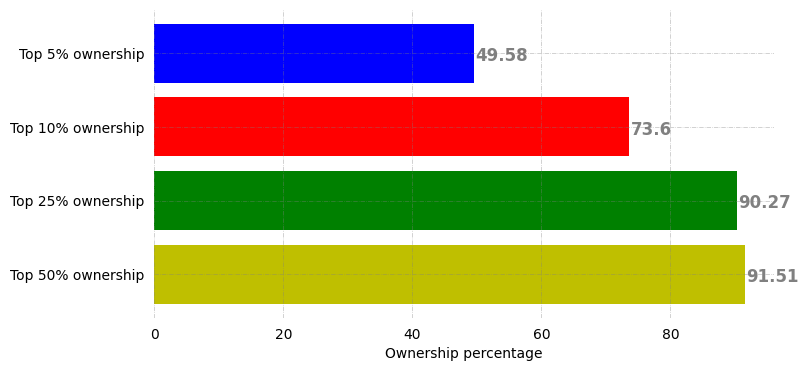 Top 5% ownership 49.58
Top 10% ownership 73.6
Top 25% ownership 90.27
Top 50% ownership 91.51
0 20 40 60 80
Ownership percentage